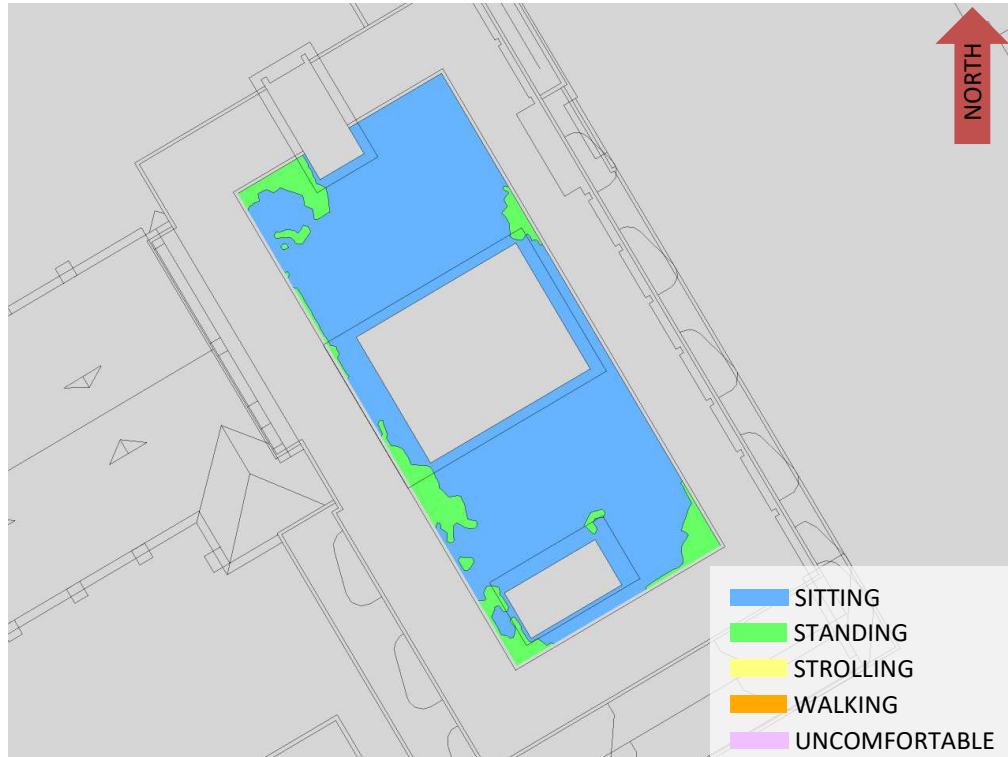 NORTH
SITTING
STANDING
STROLLING
WALKING
UNCOMFORTABLE